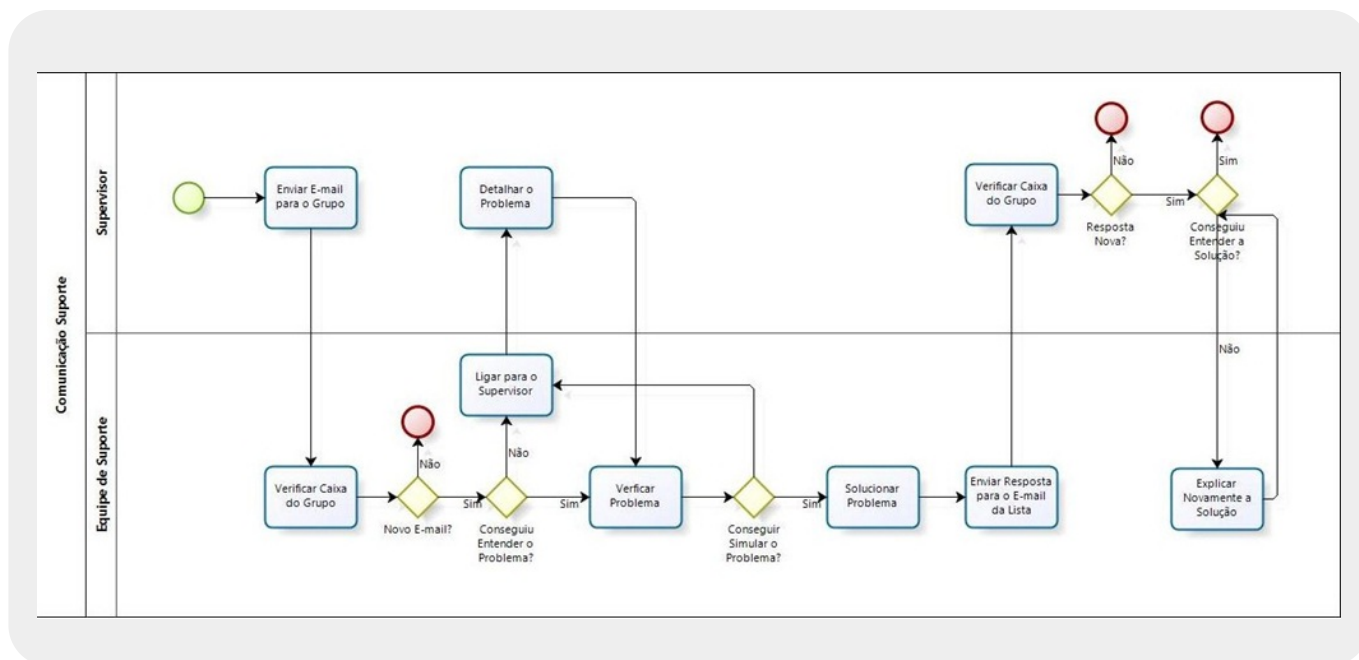 Comunicação Suporte
Supervisor
Enviar E-mail
para o Grupo
Detalhar o
Problema
Verificar Caixa
do Grupo
Não
Sim
Sim
Resposta
Nova?
Conseguiu
Entender a
Solução?
Não
Equipe de Suporte
Ligar para o
Supervisor
Não
Não
Verificar Caixa
do Grupo
Sim
Novo E-mail?
Conseguiu
Entender o
Problema?
Sim
Verficar
Problema
Conseguir
Simular o
Problema?
Sim
Solucionar
Problema
Enviar Resposta
para o E-mail
da Lista
Explicar
Novamente a
Solução